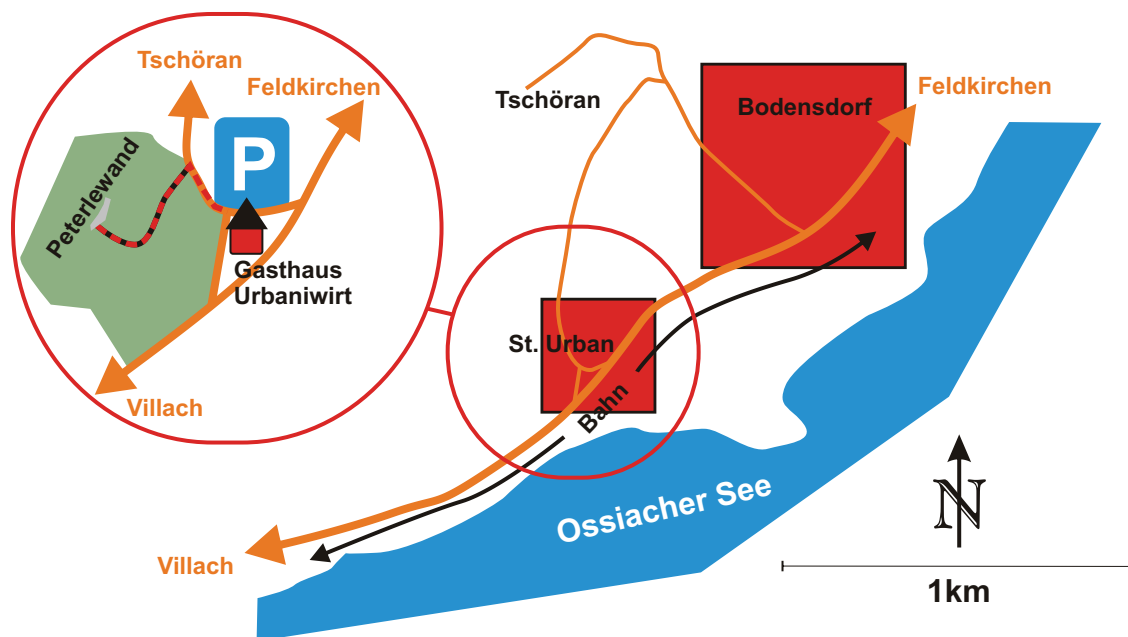 Tschöran
Feldkirchen
P
Peterlewand
Gasthaus
Urbaniwirt
Villach
Tschöran
Bodensdorf
Feldkirchen
St. Urban
Bahn
Ossiacher See
Villach
N
1km